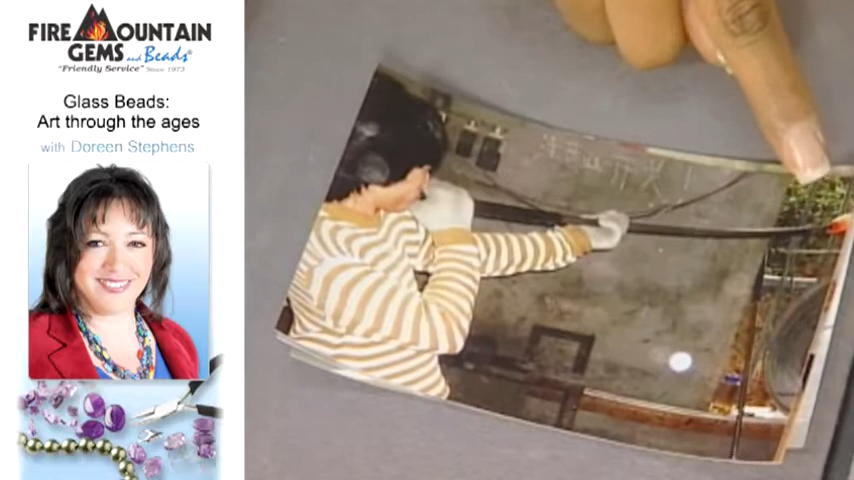 FIRE MOUNTAIN
GEMS and Beads®
"Friendly Service" Since 1973
Glass Beads:
Art through the ages
with Doreen Stephens